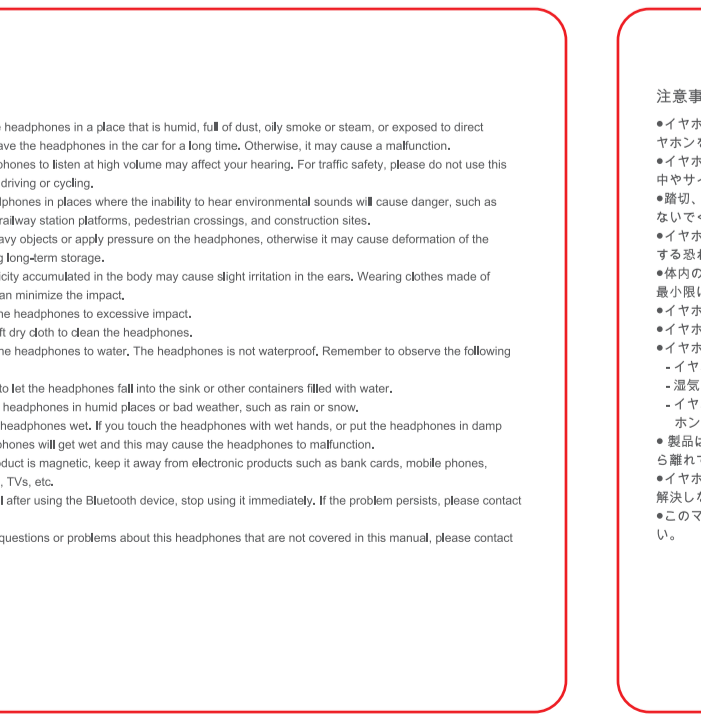 headphones in a place that is humid, full of dust, oily smoke or steam, or exposed to direct
ave the headphones in the car for a long time. Otherwise, it may cause a malfunction.
phones to listen at high volume may affect your hearing. For traffic safety, please do not use this
driving or cycling.
dphones in places where the inability to hear environmental sounds will cause danger, such as
railway station platforms, pedestrian crossings, and construction sites.
avy objects or apply pressure on the headphones, otherwise it may cause deformation of the
g long-term storage.
icity accumulated in the body may cause slight irritation in the ears. Wearing clothes made of
an minimize the impact.
he headphones to excessive impact.
ft dry cloth to clean the headphones.
he headphones to water. The headphones is not waterproof. Remember to observe the following
to let the headphones fall into the sink or other containers filled with water.
headphones in humid places or bad weather, such as rain or snow.
headphones wet. If you touch the headphones with wet hands, or put the headphones in damp
phones will get wet and this may cause the headphones to malfunction.
oduct is magnetic, keep it away from electronic products such as bank cards, mobile phones,
, TVs, etc.
l after using the Bluetooth device, stop using it immediately. If the problem persists, please contact
questions or problems about this headphones that are not covered in this manual, please contact
注意事
●イヤホ
ヤホンを
●イヤホ
中やサイ
●踏切、
ないでく
●イヤホ
する恐れ
●体内の
最小限に
●イヤホ
●イヤホ
●イヤホ
- イヤ
- 湿気
- イヤ
ホン
● 製品は
ら離れて
●イヤホ
解決しな
●このマ
い。